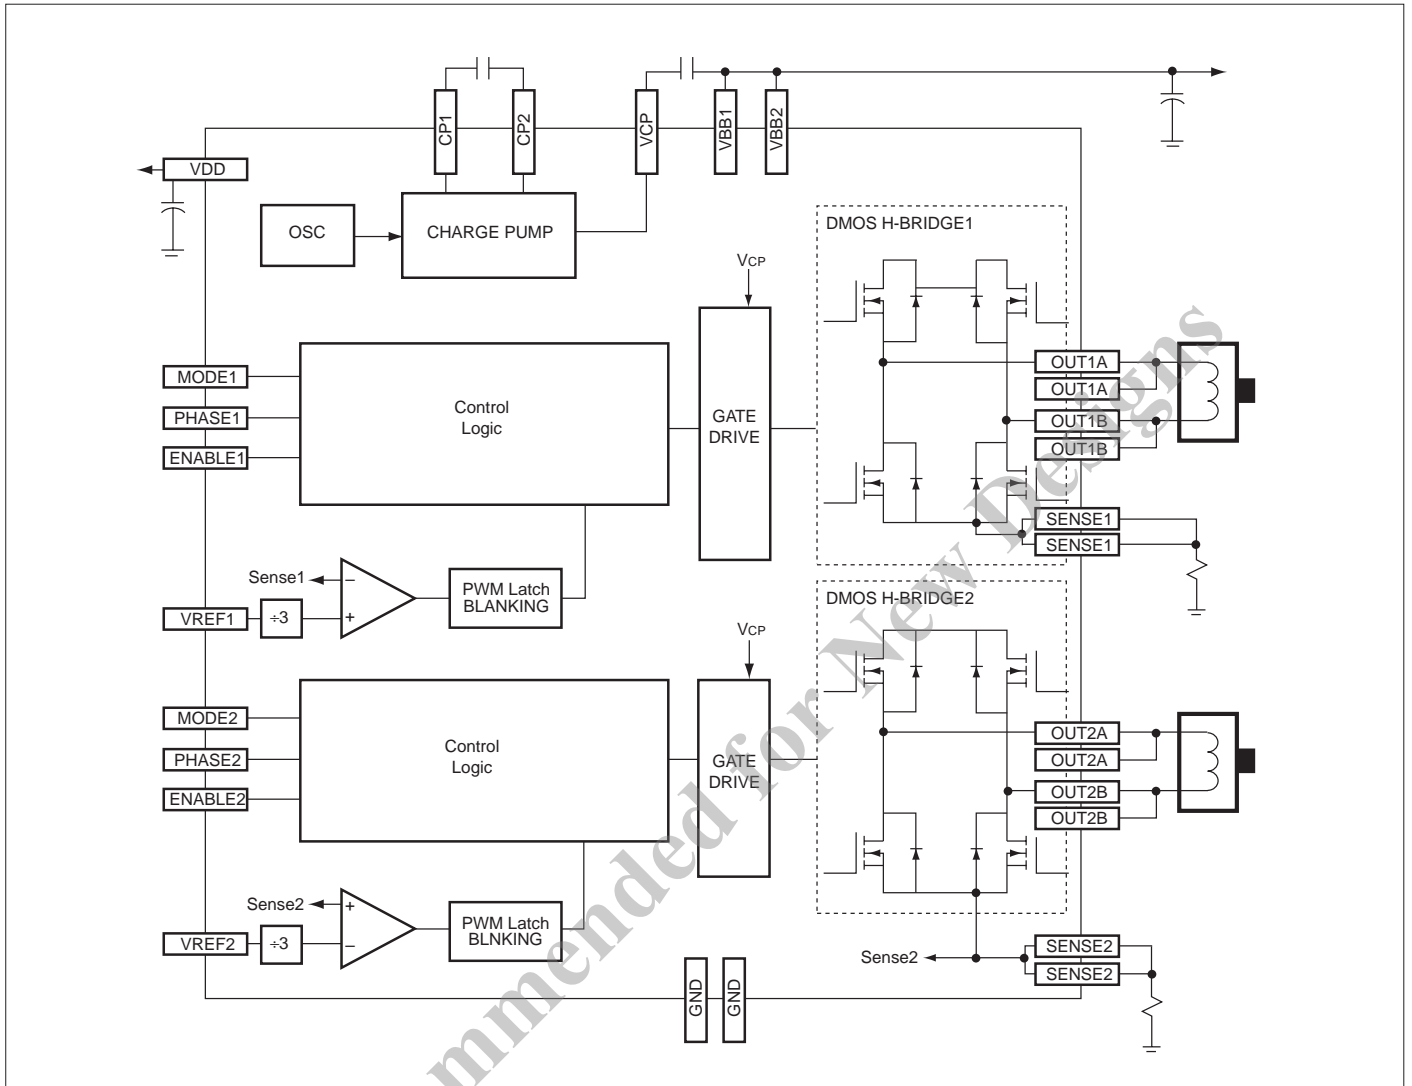 CP1
CP2
VCP
VBB1
VBB2
VDD
OSC
CHARGE PUMP
DMOS H-BRIDGE1
VCP
MODE1
PHASE1
ENABLE1
Control
Logic
GATE
DRIVE
OUT1A
OUT1A
OUT1B
OUT1B
SENSE1
SENSE1
Sense1
−
+
PWM Latch
BLANKING
VREF1
÷3
DMOS H-BRIDGE2
VCP
MODE2
PHASE2
ENABLE2
Control
Logic
GATE
DRIVE
OUT2A
OUT2A
OUT2B
OUT2B
Sense2
+
−
PWM Latch
BLNKING
VREF2
÷3
Sense2
SENSE2
SENSE2
GND
GND
mmended for New Designs